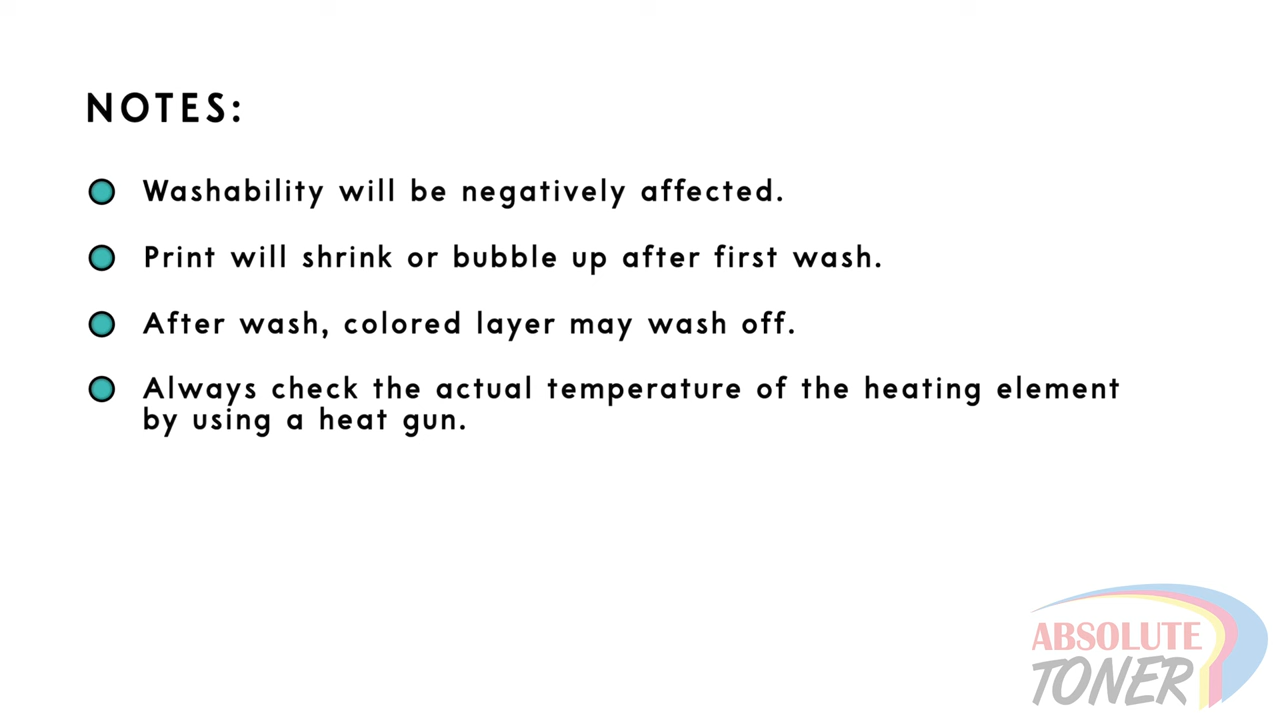 NOTES:
Washability will be negatively affected.
Print will shrink or bubble up after first wash.
After wash, colored layer may wash off.
Always check the actual temperature of the heating element
by using a heat gun.
ABSOLUTE
TONER